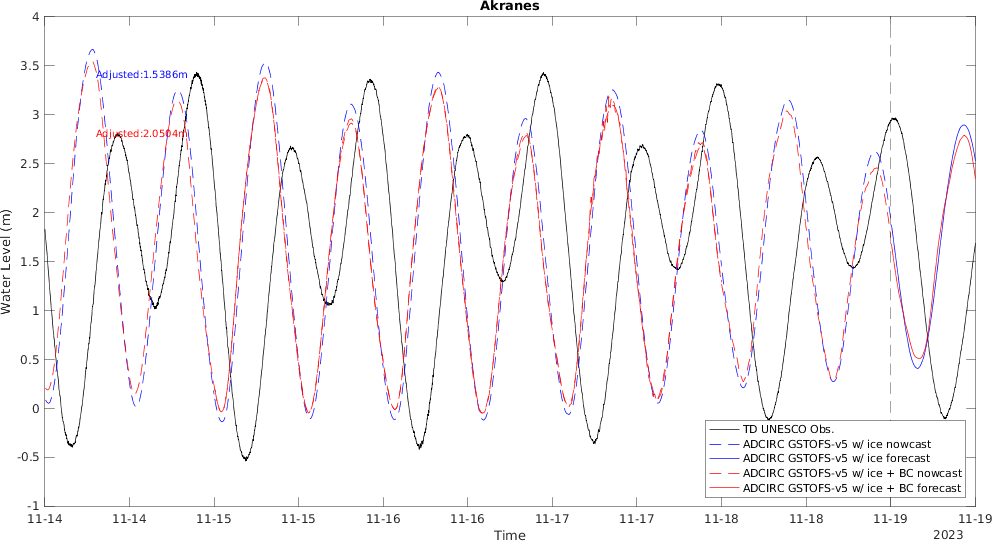 Akranes
4
3.5
3
2.5
2
1.5
1
0.5
0
-0.5
-1
Water Level (m)
Adjusted:1.5386m
Adjusted:2.0504m
TD UNESCO Obs.
ADCIRC GSTOFS-v5 w/ ice nowcast
ADCIRC GSTOFS-v5 w/ ice forecast
ADCIRC GSTOFS-v5 w/ ice + BC nowcast
ADCIRC GSTOFS-v5 w/ ice + BC forecast
11-14 11-14 11-15 11-15 11-16 11-16 11-17 11-17 11-18 11-18 11-19 11-19
Time
2023